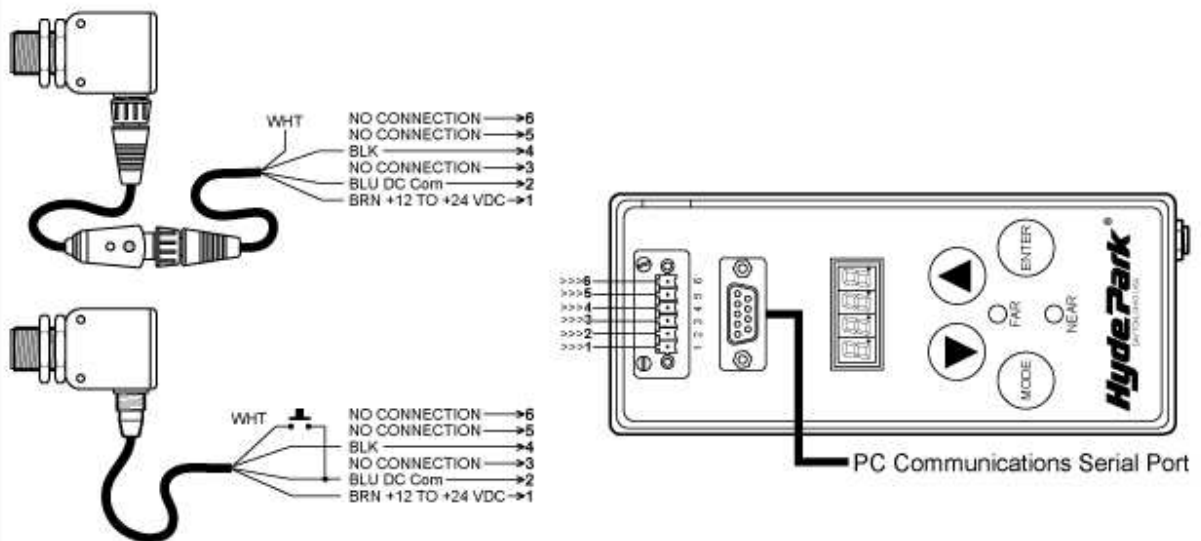 WHT
NO CONNECTION 6
NO CONNECTION 5
BLK 4
NO CONNECTION 3
BLU DC Com 2
BRN +12 TO +24 VDC 1
WHT
NO CONNECTION 6
NO CONNECTION 5
BLK 4
NO CONNECTION 3
BLU DC Com 2
BRN +12 TO +24 VDC 1
>>>6
>>>5
>>>4
>>>3
>>>2
>>>1
1 2 3 4 5 6
ENTER
FAR
NEAR
MODE
HydePark®
PC Communications Serial Port